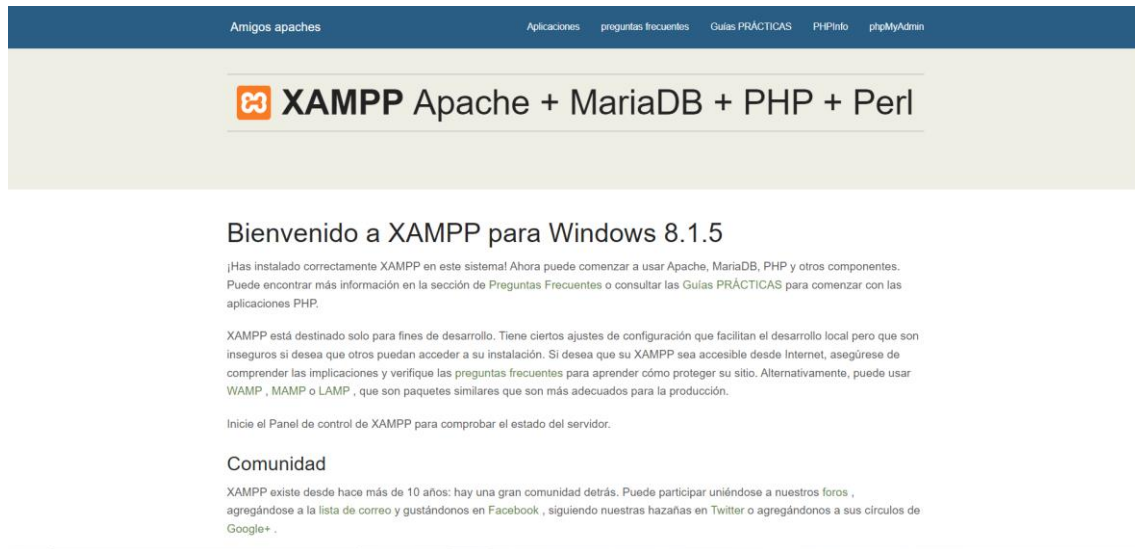 Amigos apaches
Aplicaciones preguntas frecuentes Guías PRÁCTICAS PHPInfo phpMyAdmin
XAMPP Apache + MariaDB + PHP + Perl
Bienvenido a XAMPP para Windows 8.1.5
¡Has instalado correctamente XAMPP en este sistema! Ahora puede comenzar a usar Apache, MariaDB, PHP y otros componentes.
Puede encontrar más información en la sección de Preguntas Frecuentes o consultar las Guías PRÁCTICAS para comenzar con las
aplicaciones PHP.
XAMPP está destinado solo para fines de desarrollo. Tiene ciertos ajustes de configuración que facilitan el desarrollo local pero que son
inseguros si desea que otros puedan acceder a su instalación. Si desea que su XAMPP sea accesible desde Internet, asegúrese de
comprender las implicaciones y verifique las preguntas frecuentes para aprender cómo proteger su sitio. Alternativamente, puede usar
WAMP , MAMP o LAMP , que son paquetes similares que son más adecuados para la producción.
Inicie el Panel de control de XAMPP para comprobar el estado del servidor.
Comunidad
XAMPP existe desde hace más de 10 años: hay una gran comunidad detrás. Puede participar uniéndose a nuestros foros ,
agregándose a la lista de correo y gustándonos en Facebook , siguiendo nuestras hazañas en Twitter o agregándonos a sus círculos de
Google+ .